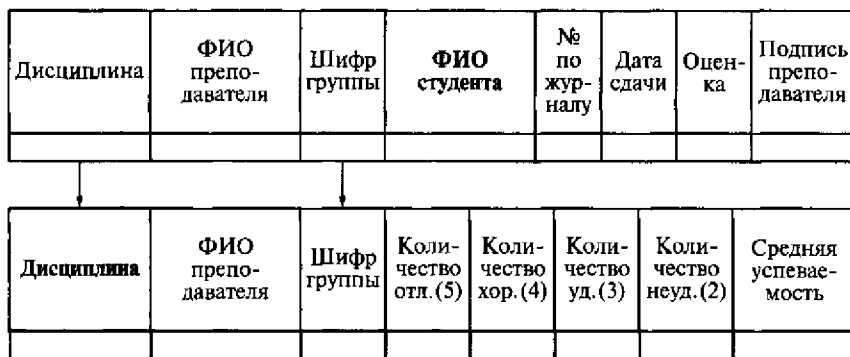 Дисциплина
ФИО
препо-
давателя
Шифр
группы
ФИО
студента
№
по
жур-
налу
Дата
сдачи
Оцен-
ка
Подпись
препо-
давателя
Дисциплина
ФИО
препо-
давателя
Шифр
группы
Коли-
чество
отл.(5)
Коли-
чество
хор.(4)
Коли-
чество
уд.(3)
Коли-
чество
неуд.(2)
Средняя
успевае-
мость